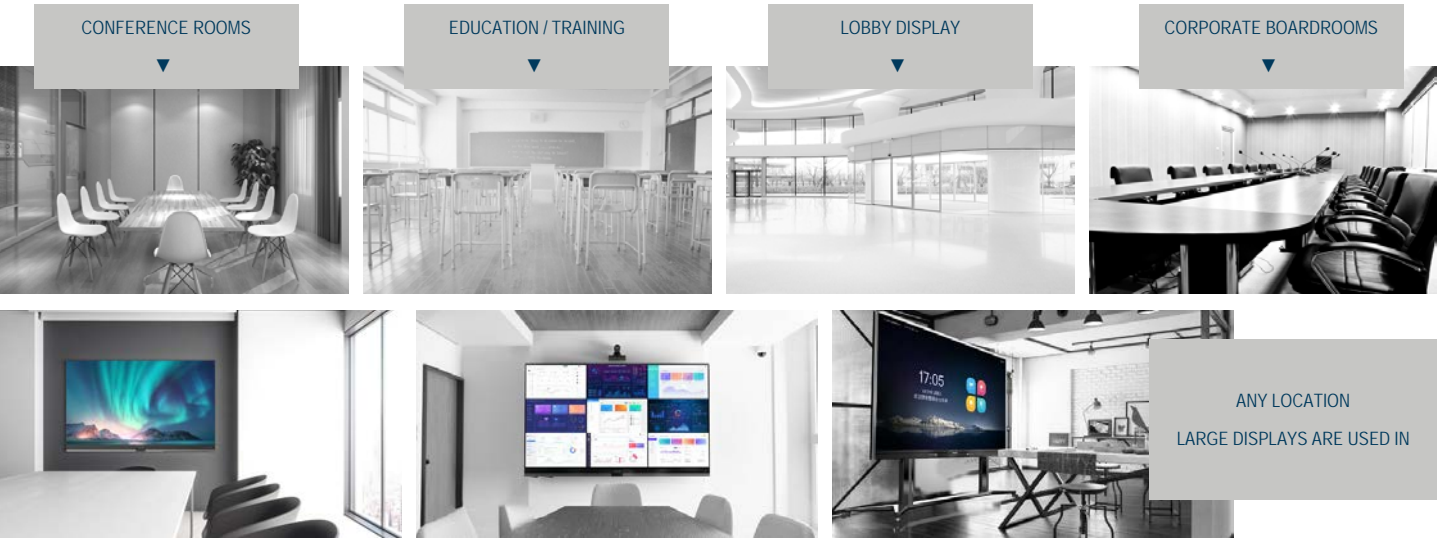 CONFERENCE ROOMS
EDUCATION / TRAINING
LOBBY DISPLAY
CORPORATE BOARDROOMS
17:05
ANY LOCATION
LARGE DISPLAYS ARE USED IN